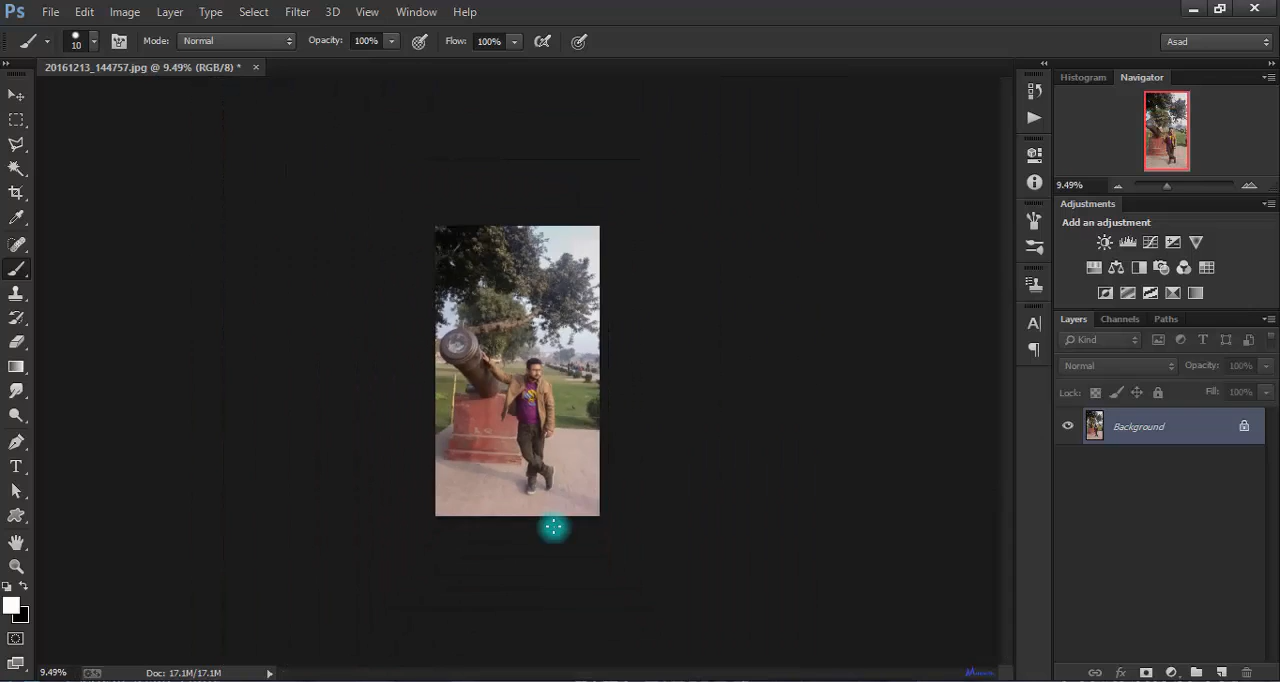 Ps File Edit Image Layer Type Select Filter 3D View Window Help
10 Mode: Normal Opacity: 100% Flow: 100% Asad
20161213_144757.jpg @ 9.49% (RGB/8) * ×
Histogram Navigator
9.49%
Adjustments
Add an adjustment
Layers Channels Paths
Kind
Normal Opacity: 100%
Lock: Fill: 100%
Background
9.49% Doc: 17.1M/17.1M